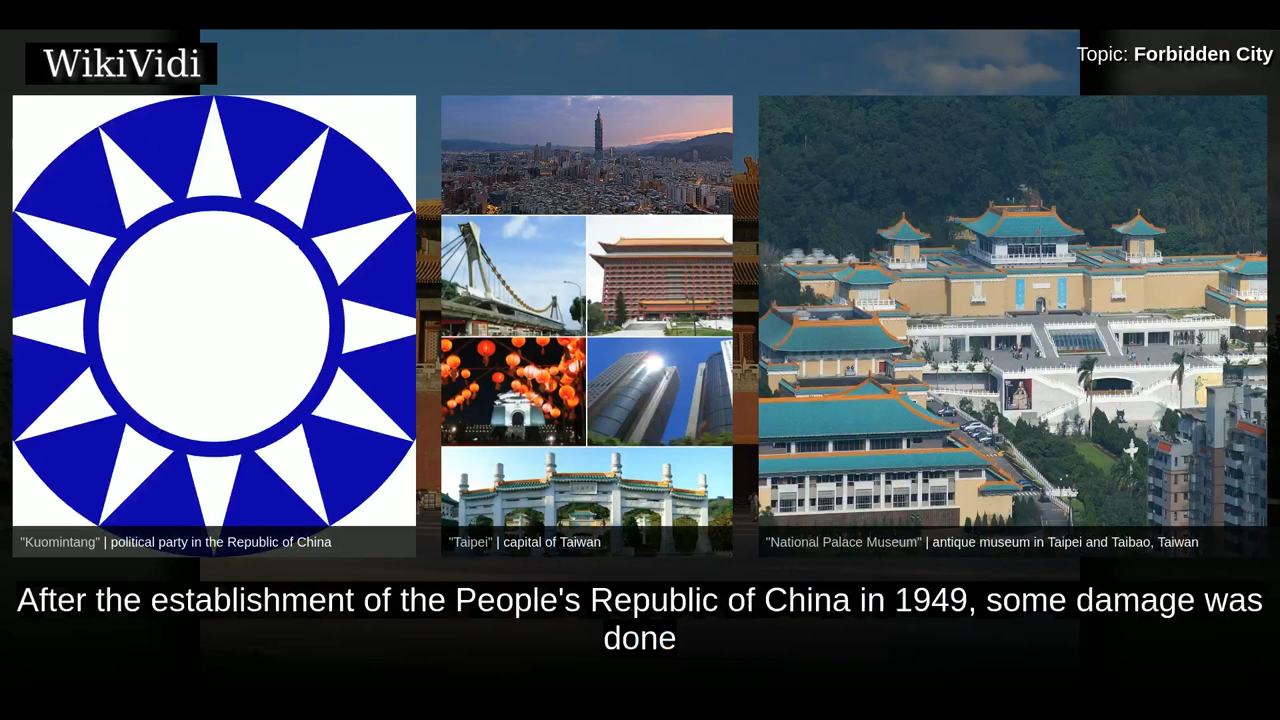 WikiVidi
Topic: Forbidden City
"Kuomintang" | political party in the Republic of China
"Taipei" | capital of Taiwan
"National Palace Museum" | antique museum in Taipei and Taibao, Taiwan
After the establishment of the People's Republic of China in 1949, some damage was
done